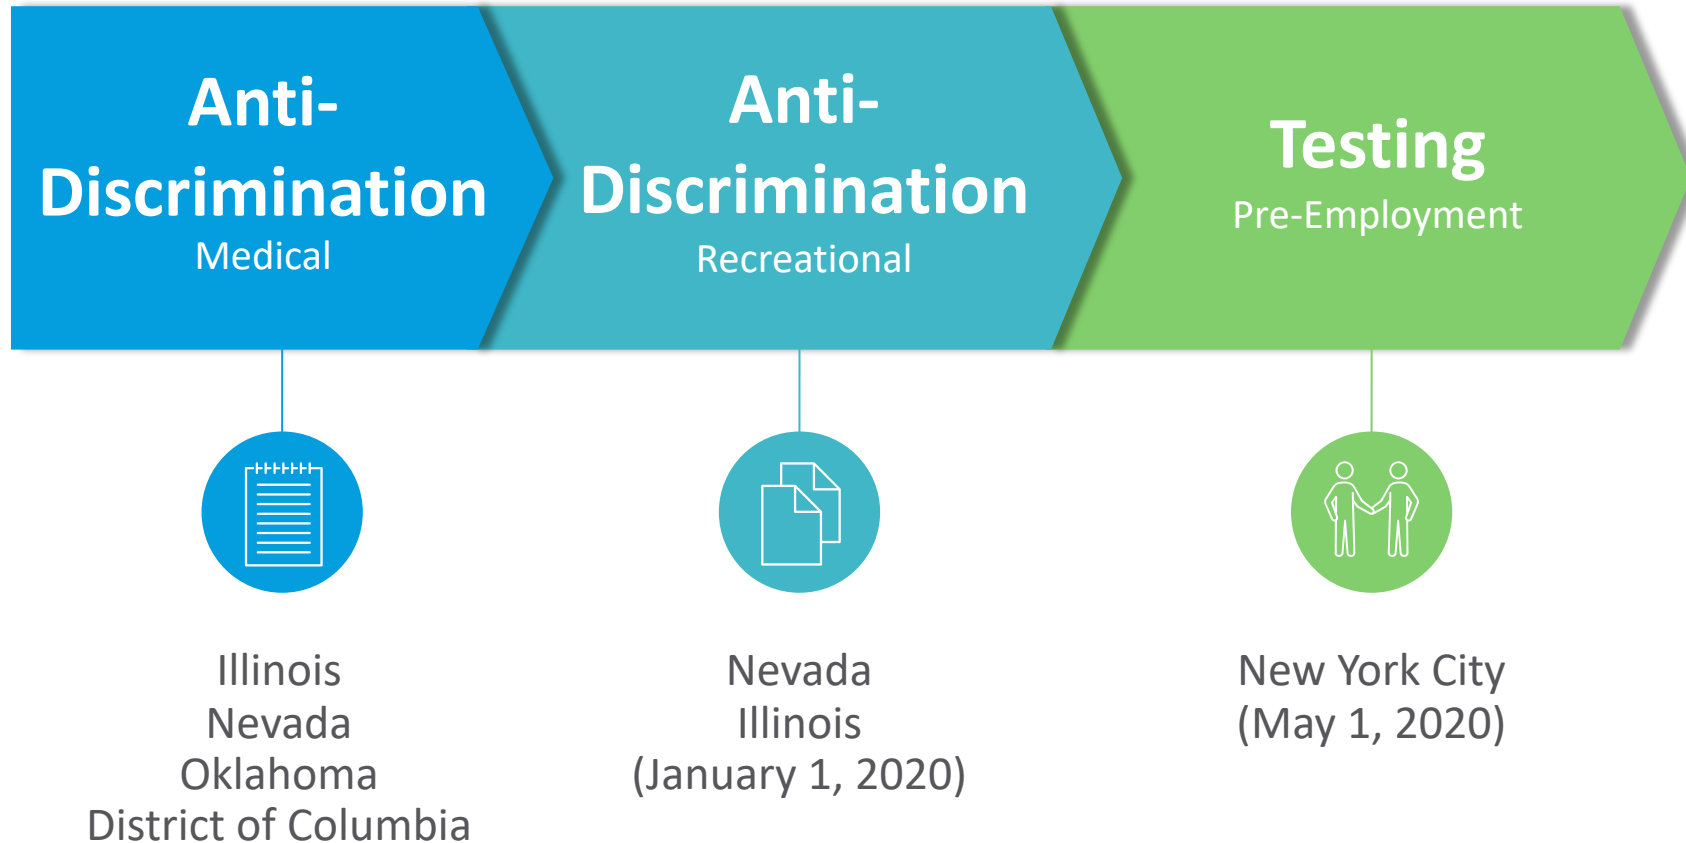 Anti-
Discrimination
Medical
Anti-
Discrimination
Recreational
Testing
Pre-Employment
Illinois
Nevada
Oklahoma
District of Columbia
Nevada
Illinois
(January 1, 2020)
New York City
(May 1, 2020)